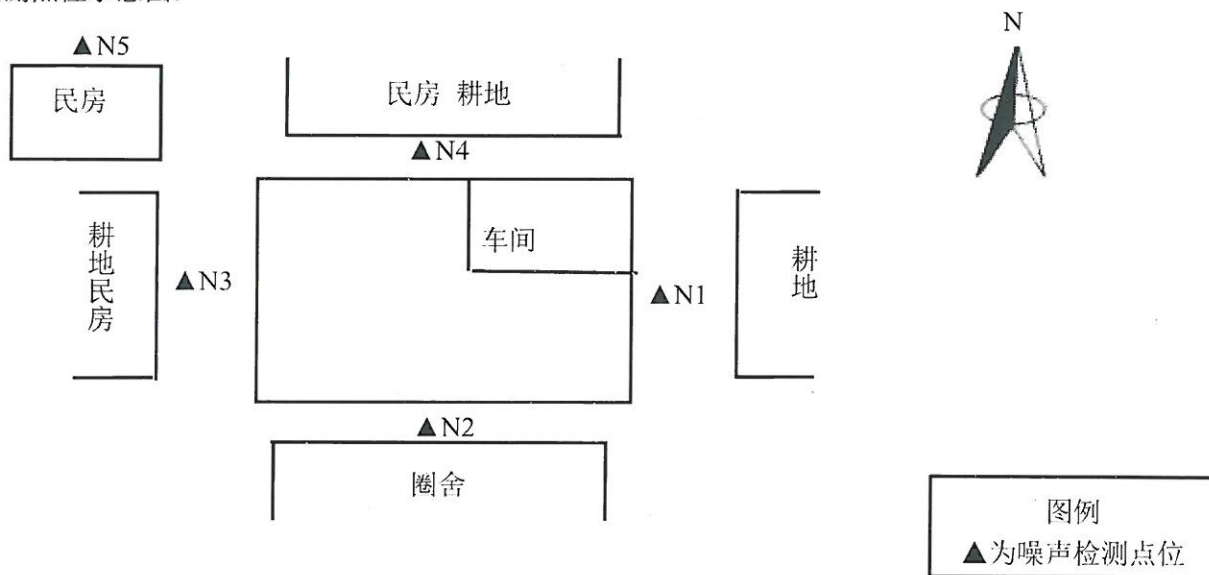 N
▲N5
民房
民房 耕地
▲N4
耕地民房
▲N3
车间
▲N1
耕地
▲N2
圈舍
图例
▲为噪声检测点位